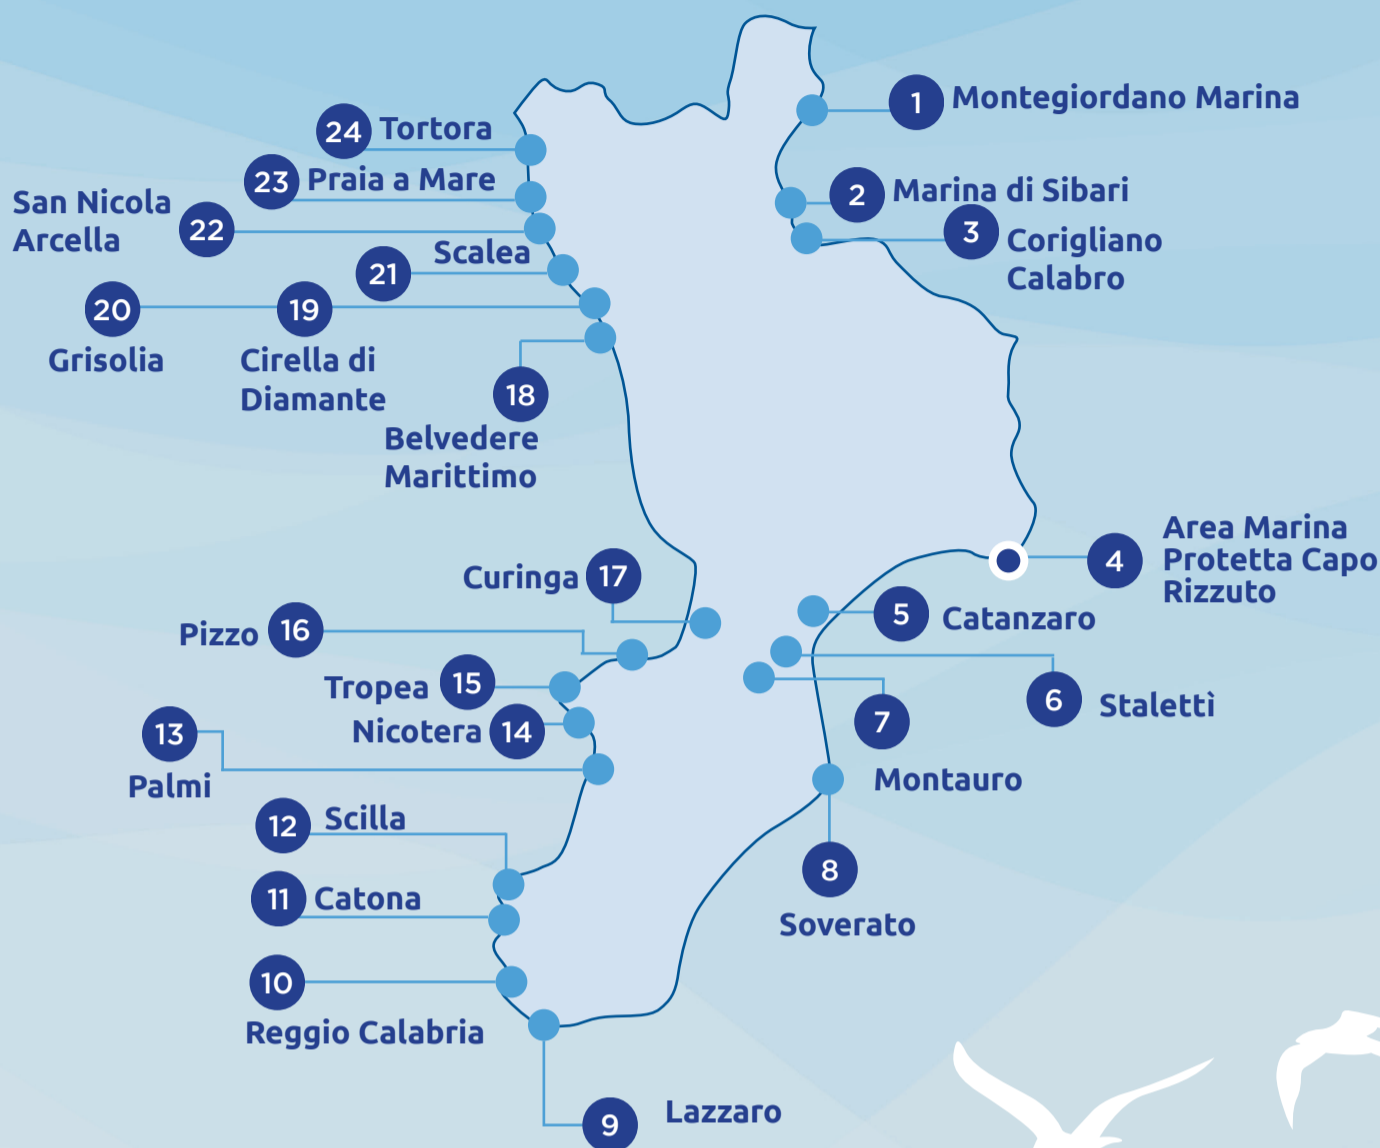 1 Montegiordano Marina
24 Tortora
23 Praia a Mare
2 Marina di Sibari
San Nicola
Arcella
22
3 Corigliano
Calabro
21 Scalea
20
Grisolia
19
Cirella di
Diamante
18
Belvedere
Marittimo
4
Area Marina
Protetta Capo
Rizzuto
Curinga 17
5 Catanzaro
Pizzo 16
Tropea 15
6 Stalettì
Nicotera 14
7
Montauro
13
Palmi
12 Scilla
8
Soverato
11 Catona
10
Reggio Calabria
9 Lazzaro